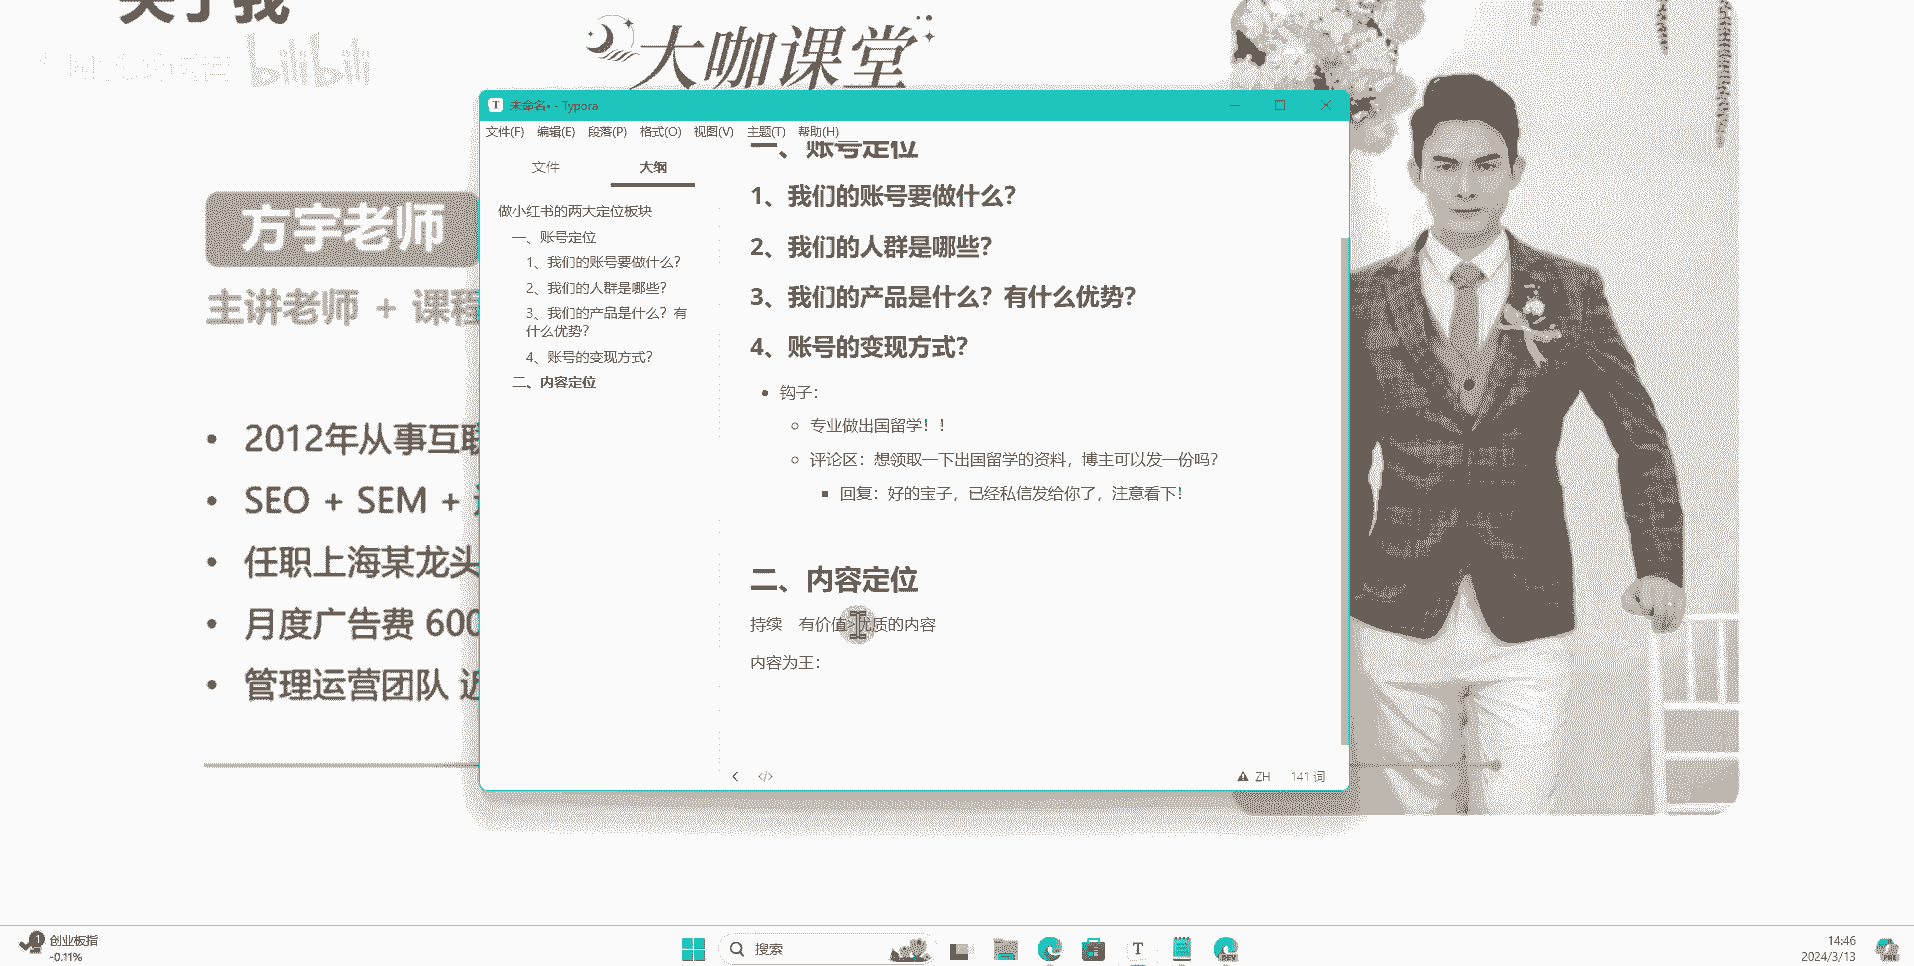 关于我
bilibili
大咖课堂
方宇老师
主讲老师 + 课程
2012年从事互联
SEO + SEM +
任职上海某龙头
月度广告费 600
管理运营团队 近
T 未命名• - Typora
文件(F) 编辑(E) 段落(P) 格式(O) 视图(V) 主题(T) 帮助(H)
文件 大纲
做小红书的两大定位板块
一、账号定位
1、我们的账号要做什么?
2、我们的人群是哪些?
3、我们的产品是什么? 有
什么优势?
4、账号的变现方式?
二、内容定位
一、账号定位
1、我们的账号要做什么?
2、我们的人群是哪些?
3、我们的产品是什么? 有什么优势?
4、账号的变现方式?
钩子:
专业做出国留学! !
评论区: 想领取一下出国留学的资料, 博主可以发一份吗?
回复: 好的宝子, 已经私信发给你了, 注意看下!
二、内容定位
持续 有价值 优质的内容
内容为王:
</> ZH 141 词
1 创业板指
-0.11%
搜索
T
DEV
14:46
2024/3/13
PRE